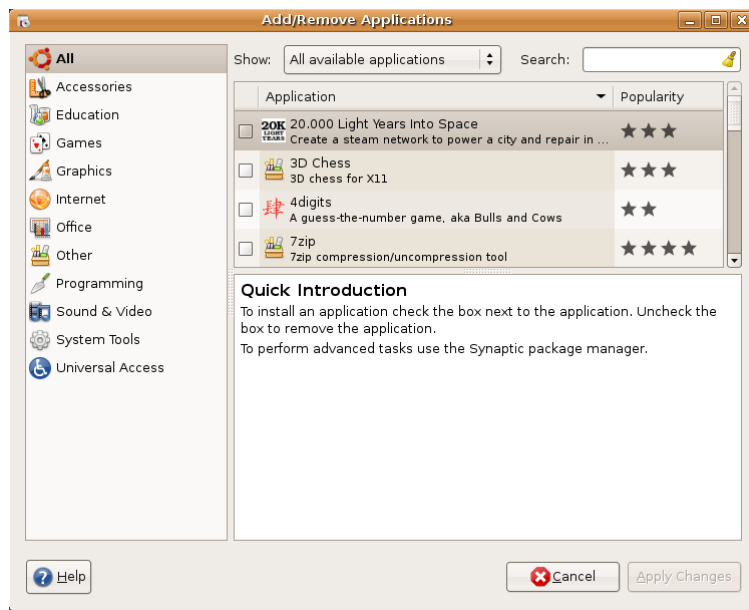 Add/Remove Applications
All
Accessories
Education
Games
Graphics
Internet
Office
Other
Programming
Sound & Video
System Tools
Universal Access
Show: All available applications Search:
Application Popularity
20K LIGHT YEARS
20.000 Light Years Into Space
Create a steam network to power a city and repair in ...
3D Chess
3D chess for X11
肆
4digits
A guess-the-number game, aka Bulls and Cows
7zip
7zip compression/uncompression tool
Quick Introduction
To install an application check the box next to the application. Uncheck the
box to remove the application.
To perform advanced tasks use the Synaptic package manager.
Help
Cancel
Apply Changes